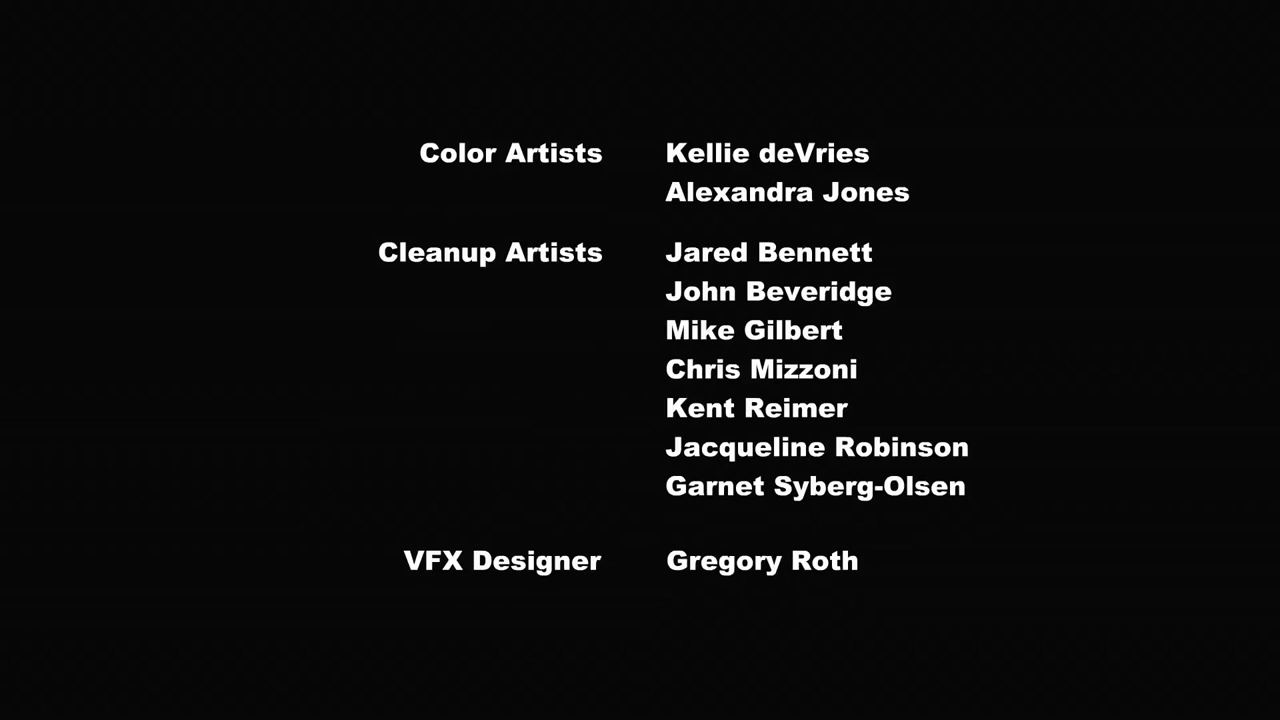 Color Artists Kellie deVries
Alexandra Jones
Cleanup Artists Jared Bennett
John Beveridge
Mike Gilbert
Chris Mizzoni
Kent Reimer
Jacqueline Robinson
Garnet Syberg-Olsen
VFX Designer Gregory Roth